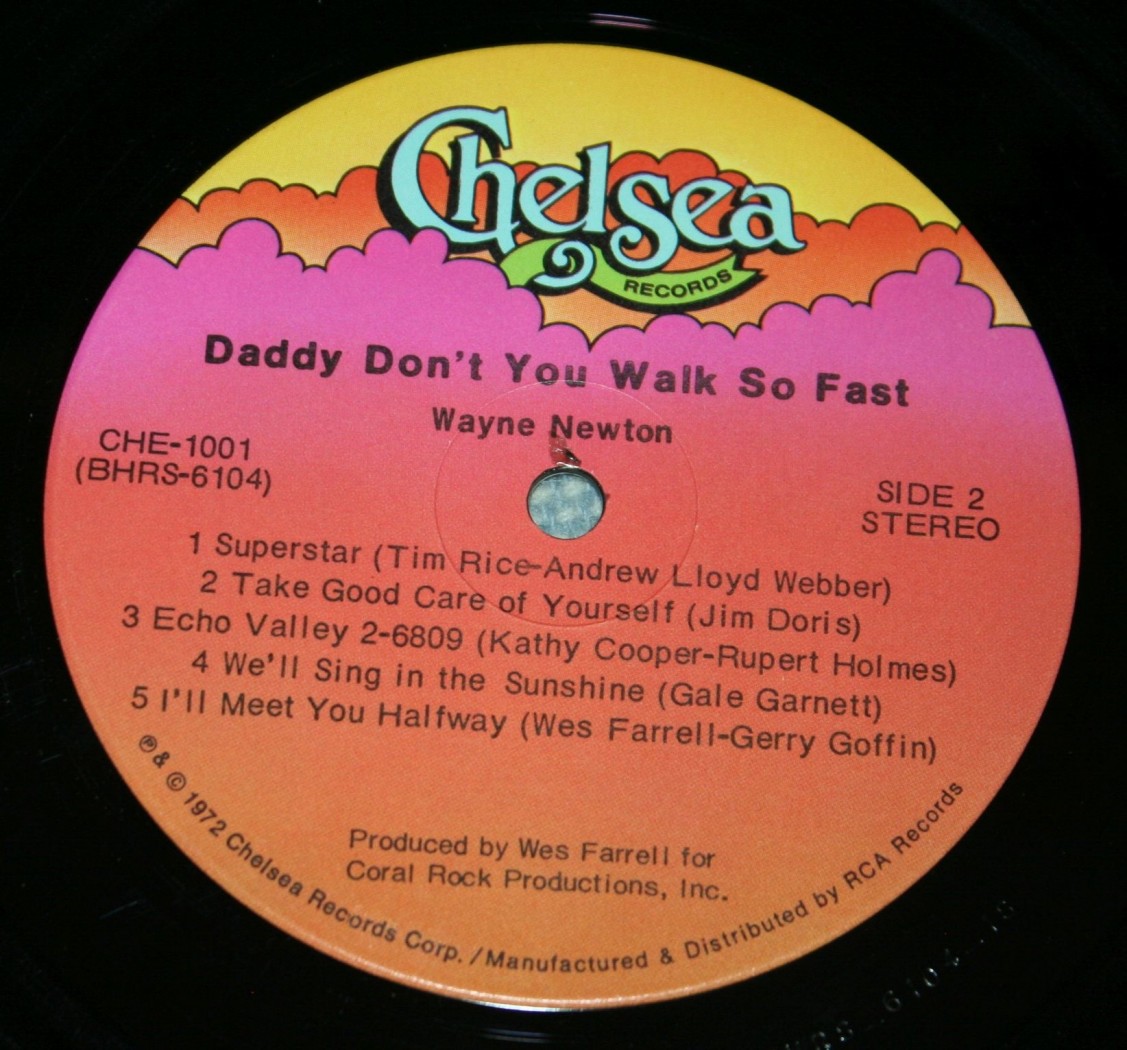 Chelsea
RECORDS
Daddy Don't You Walk So Fast
Wayne Newton
CHE-1001
(BHRS-6104)
SIDE 2
STEREO
1 Superstar (Tim Rice-Andrew Lloyd Webber)
2 Take Good Care of Yourself (Jim Doris)
3 Echo Valley 2-6809 (Kathy Cooper-Rupert Holmes)
4 We'll Sing in the Sunshine (Gale Garnett)
5 I'll Meet You Halfway (Wes Farrell-Gerry Goffin)
Produced by Wes Farrell for
Coral Rock Productions, Inc.
℗ & © 1972 Chelsea Records Corp. / Manufactured & Distributed by RCA Records